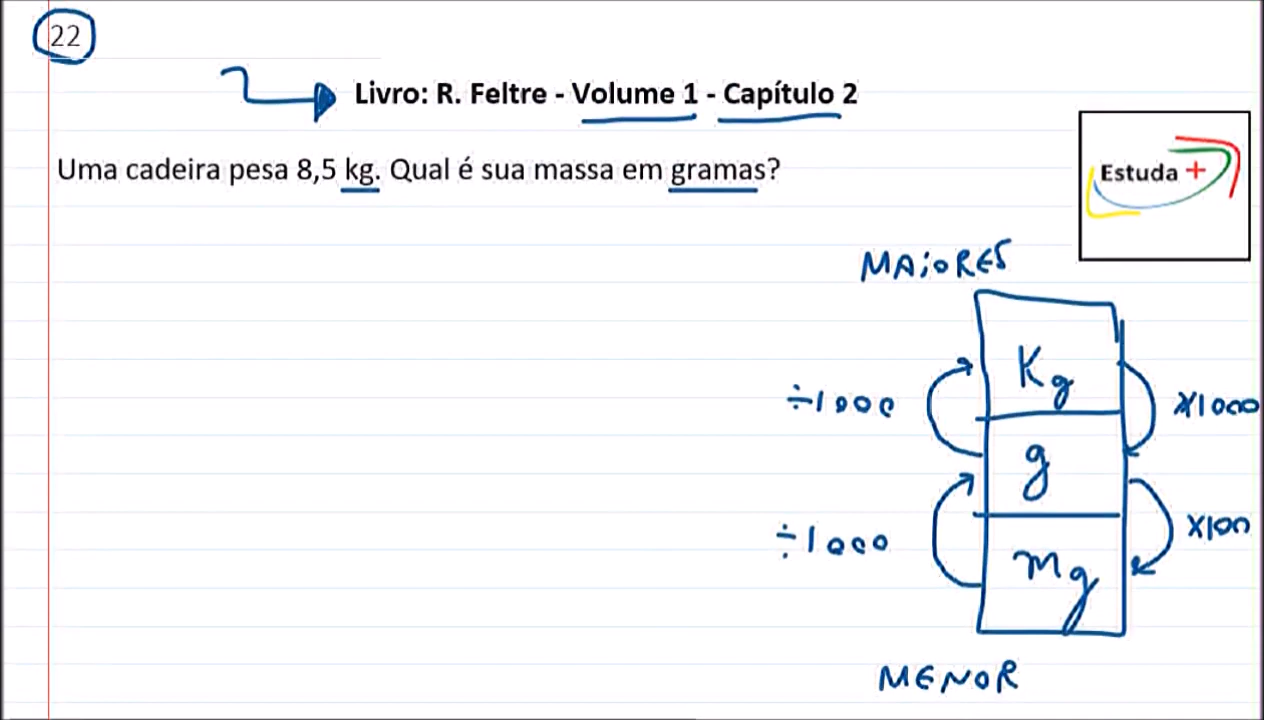 22
Livro: R. Feltre - Volume 1 - Capítulo 2
Uma cadeira pesa 8,5 kg. Qual é sua massa em gramas?
Estuda +
MAiORES
Kg
÷1000
x1000
g
÷1000
x100
mg
MENOR